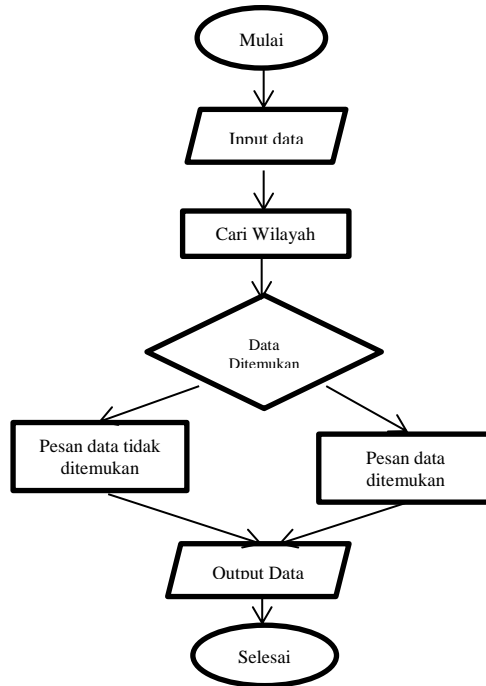 Mulai
Input data
Cari Wilayah
Data
Ditemukan
Pesan data tidak
ditemukan
Pesan data
ditemukan
Output Data
Selesai